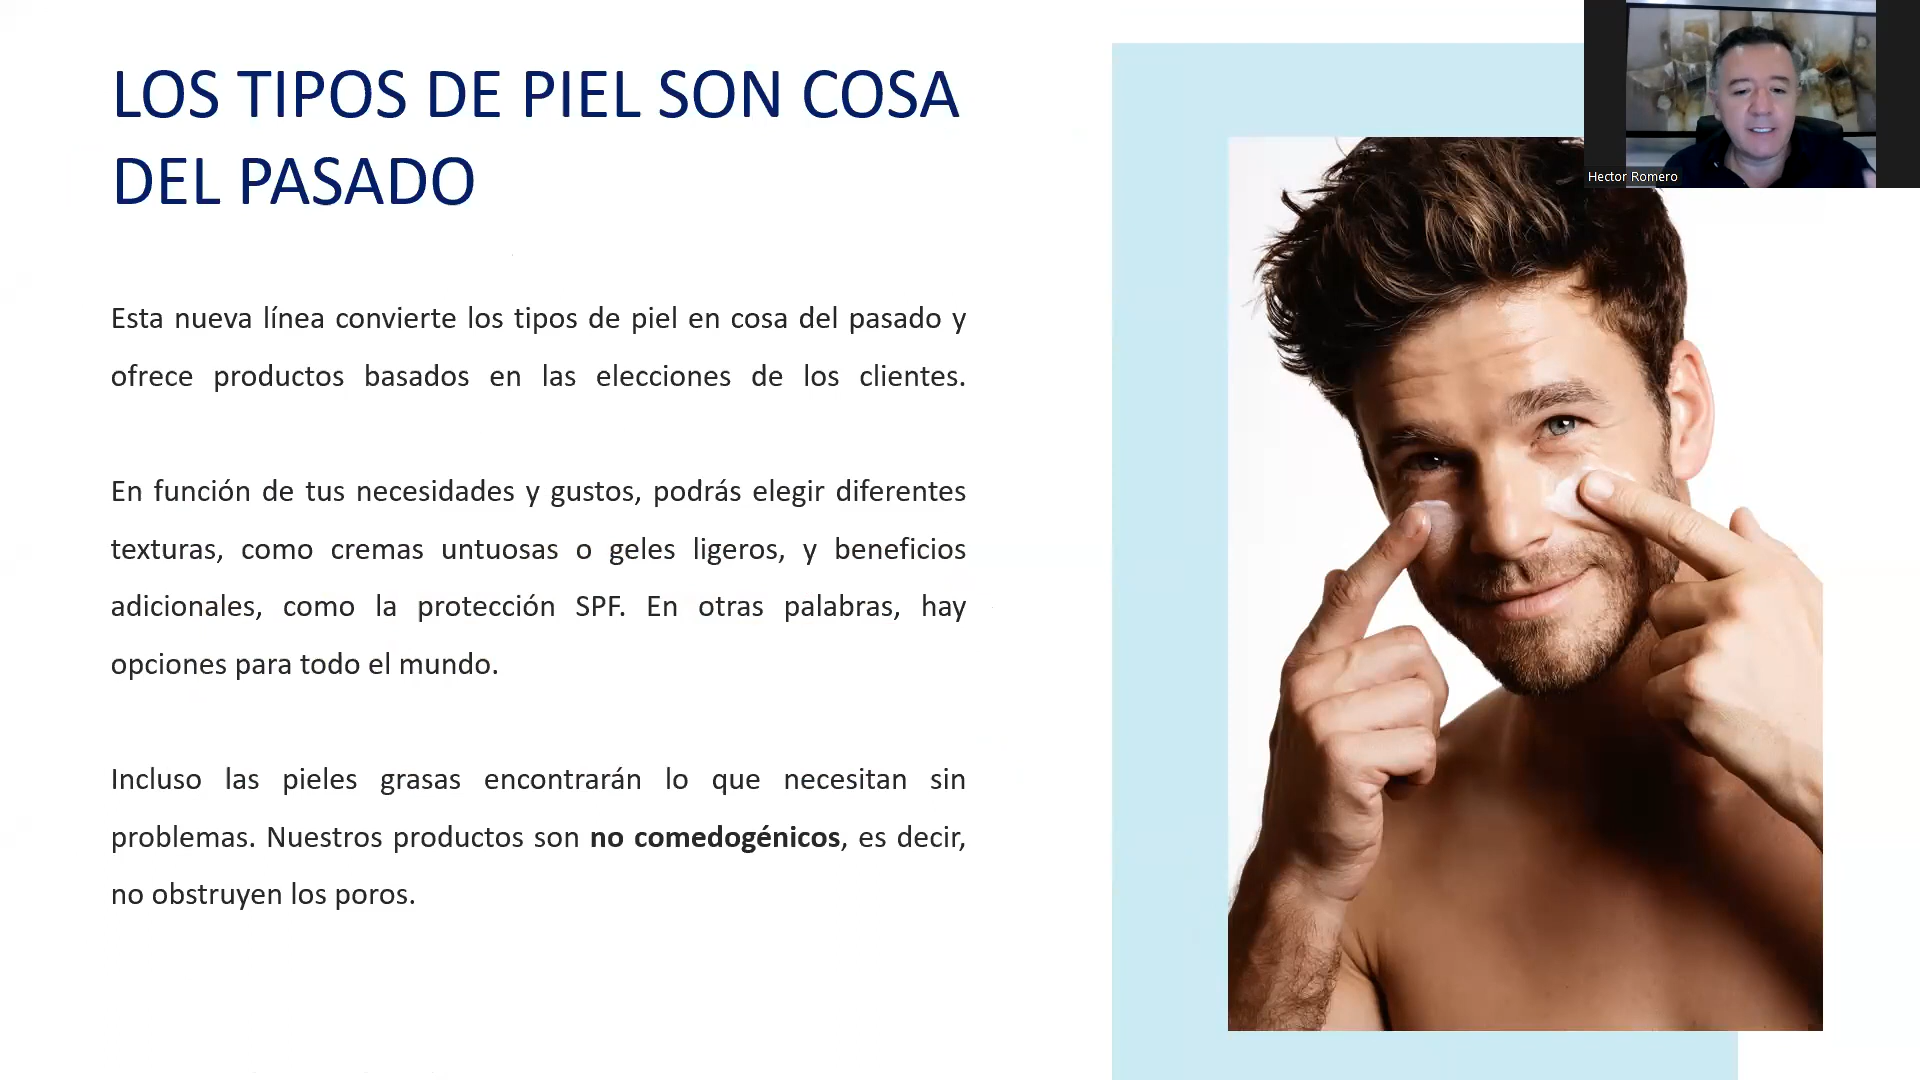 LOS TIPOS DE PIEL SON COSA
DEL PASADO
Esta nueva línea convierte los tipos de piel en cosa del pasado y
ofrece productos basados en las elecciones de los clientes.
En función de tus necesidades y gustos, podrás elegir diferentes
texturas, como cremas untuosas o geles ligeros, y beneficios
adicionales, como la protección SPF. En otras palabras, hay
opciones para todo el mundo.
Incluso las pieles grasas encontrarán lo que necesitan sin
problemas. Nuestros productos son no comedogénicos, es decir,
no obstruyen los poros.
Hector Romero